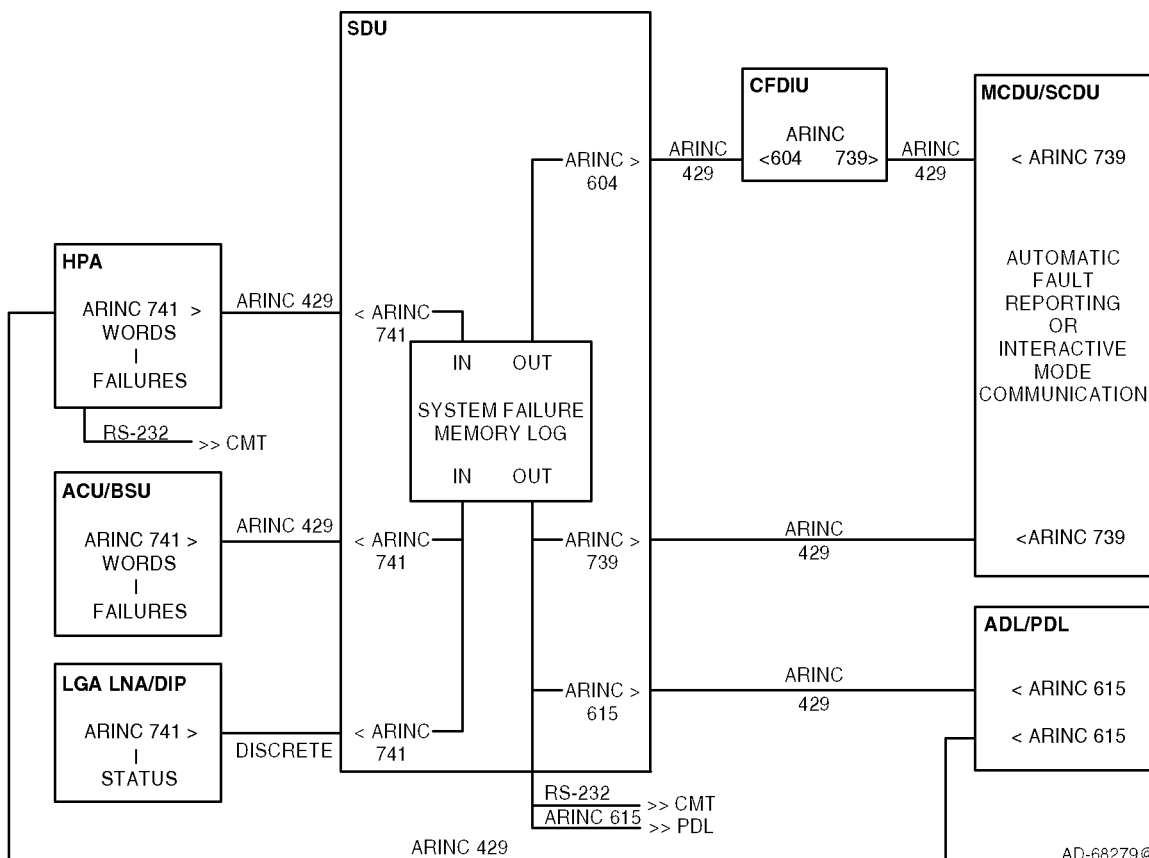 SDU
ARINC >
604
ARINC
429
CFDIU
ARINC
<604 739>
ARINC
429
MCDU/SCDU
< ARINC 739
AUTOMATIC
FAULT
REPORTING
OR
INTERACTIVE
MODE
COMMUNICATION
<ARINC 739
HPA
ARINC 741 >
WORDS
FAILURES
ARINC 429
< ARINC
741
RS-232
>> CMT
IN OUT
SYSTEM FAILURE
MEMORY LOG
IN OUT
ACU/BSU
ARINC 741 >
WORDS
FAILURES
ARINC 429
< ARINC
741
ARINC >
739
ARINC
429
LGA LNA/DIP
ARINC 741 >
STATUS
DISCRETE
< ARINC
741
ARINC >
615
ARINC
429
ADL/PDL
< ARINC 615
< ARINC 615
RS-232
>> CMT
ARINC 615
>> PDL
ARINC 429
AD-68279@